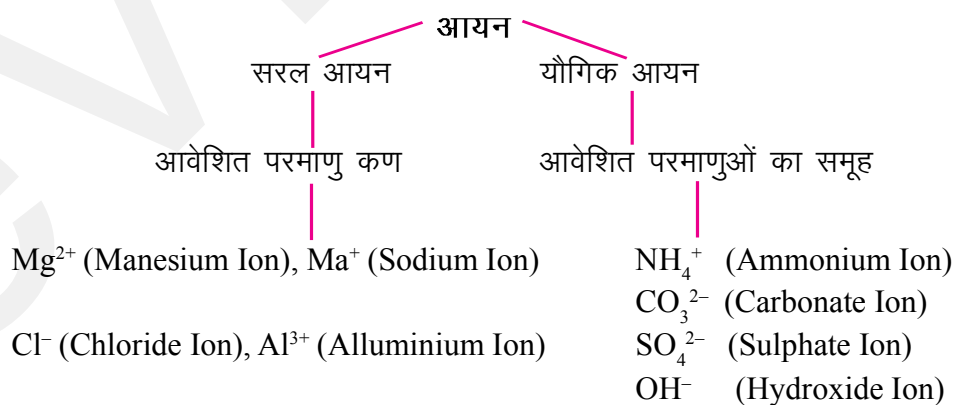 आयन
सरल आयन यौगिक आयन
आवेशित परमाणु कण आवेशित परमाणुओं का समूह
Mg²⁺ (Manesium Ion), Ma⁺ (Sodium Ion) NH₄⁺ (Ammonium Ion)
CO₃²⁻ (Carbonate Ion)
Cl⁻ (Chloride Ion), Al³⁺ (Alluminium Ion) SO₄²⁻ (Sulphate Ion)
OH⁻ (Hydroxide Ion)